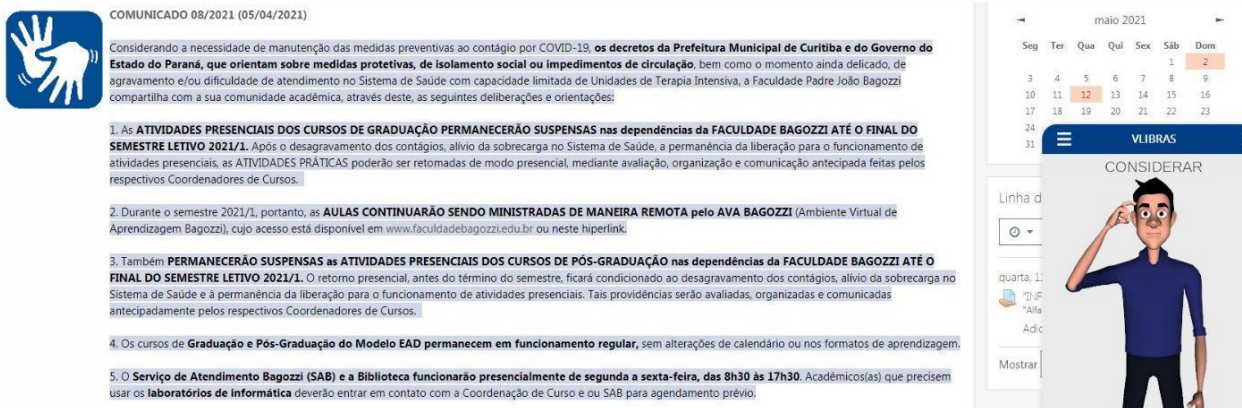 COMUNICADO 08/2021 (05/04/2021)
Considerando a necessidade de manutenção das medidas preventivas ao contágio por COVID-19, os decretos da Prefeitura Municipal de Curitiba e do Governo do
Estado do Paraná, que orientam sobre medidas protetivas, de isolamento social ou impedimentos de circulação, bem como o momento ainda delicado, de
agravamento e/ou dificuldade de atendimento no Sistema de Saúde com capacidade limitada de Unidades de Terapia Intensiva, a Faculdade Padre João Bagozzi
compartilha com a sua comunidade acadêmica, através deste, as seguintes deliberações e orientações:
1. As ATIVIDADES PRESENCIAIS DOS CURSOS DE GRADUAÇÃO PERMANECERÃO SUSPENSAS nas dependências da FACULDADE BAGOZZI ATÉ O FINAL DO
SEMESTRE LETIVO 2021/1. Após o desagravamento dos contágios, alívio da sobrecarga no Sistema de Saúde, a permanência da liberação para o funcionamento de
atividades presenciais, as ATIVIDADES PRÁTICAS poderão ser retomadas de modo presencial, mediante avaliação, organização e comunicação antecipada feitas pelos
respectivos Coordenadores de Cursos.
2. Durante o semestre 2021/1, portanto, as AULAS CONTINUARÃO SENDO MINISTRADAS DE MANEIRA REMOTA pelo AVA BAGOZZI (Ambiente Virtual de
Aprendizagem Bagozzi), cujo acesso está disponível em www.faculdadebagozzi.edu.br ou neste hiperlink.
3. Também PERMANECERÃO SUSPENSAS as ATIVIDADES PRESENCIAIS DOS CURSOS DE PÓS-GRADUAÇÃO nas dependências da FACULDADE BAGOZZI ATÉ O
FINAL DO SEMESTRE LETIVO 2021/1. O retorno presencial, antes do término do semestre, ficará condicionado ao desagravamento dos contágios, alívio da sobrecarga no
Sistema de Saúde e à permanência da liberação para o funcionamento de atividades presenciais. Tais providências serão avaliadas, organizadas e comunicadas
antecipadamente pelos respectivos Coordenadores de Cursos.
4. Os cursos de Graduação e Pós-Graduação do Modelo EAD permanecem em funcionamento regular, sem alterações de calendário ou nos formatos de aprendizagem.
5. O Serviço de Atendimento Bagozzi (SAB) e a Biblioteca funcionarão presencialmente de segunda a sexta-feira, das 8h30 às 17h30. Acadêmicos(as) que precisem
usar os laboratórios de informática deverão entrar em contato com a Coordenação de Curso e ou SAB para agendamento prévio.
maio 2021
Seg Ter Qua Qui Sex Sáb Dom
1 2
3 4 5 6 7 8 9
10 11 12 13 14 15 16
17 18 19 20 21 22 23
24
31
VLIBRAS
CONSIDERAR
Linha d
quarta, 1
"INF
"Alfa
Adic
Mostrar